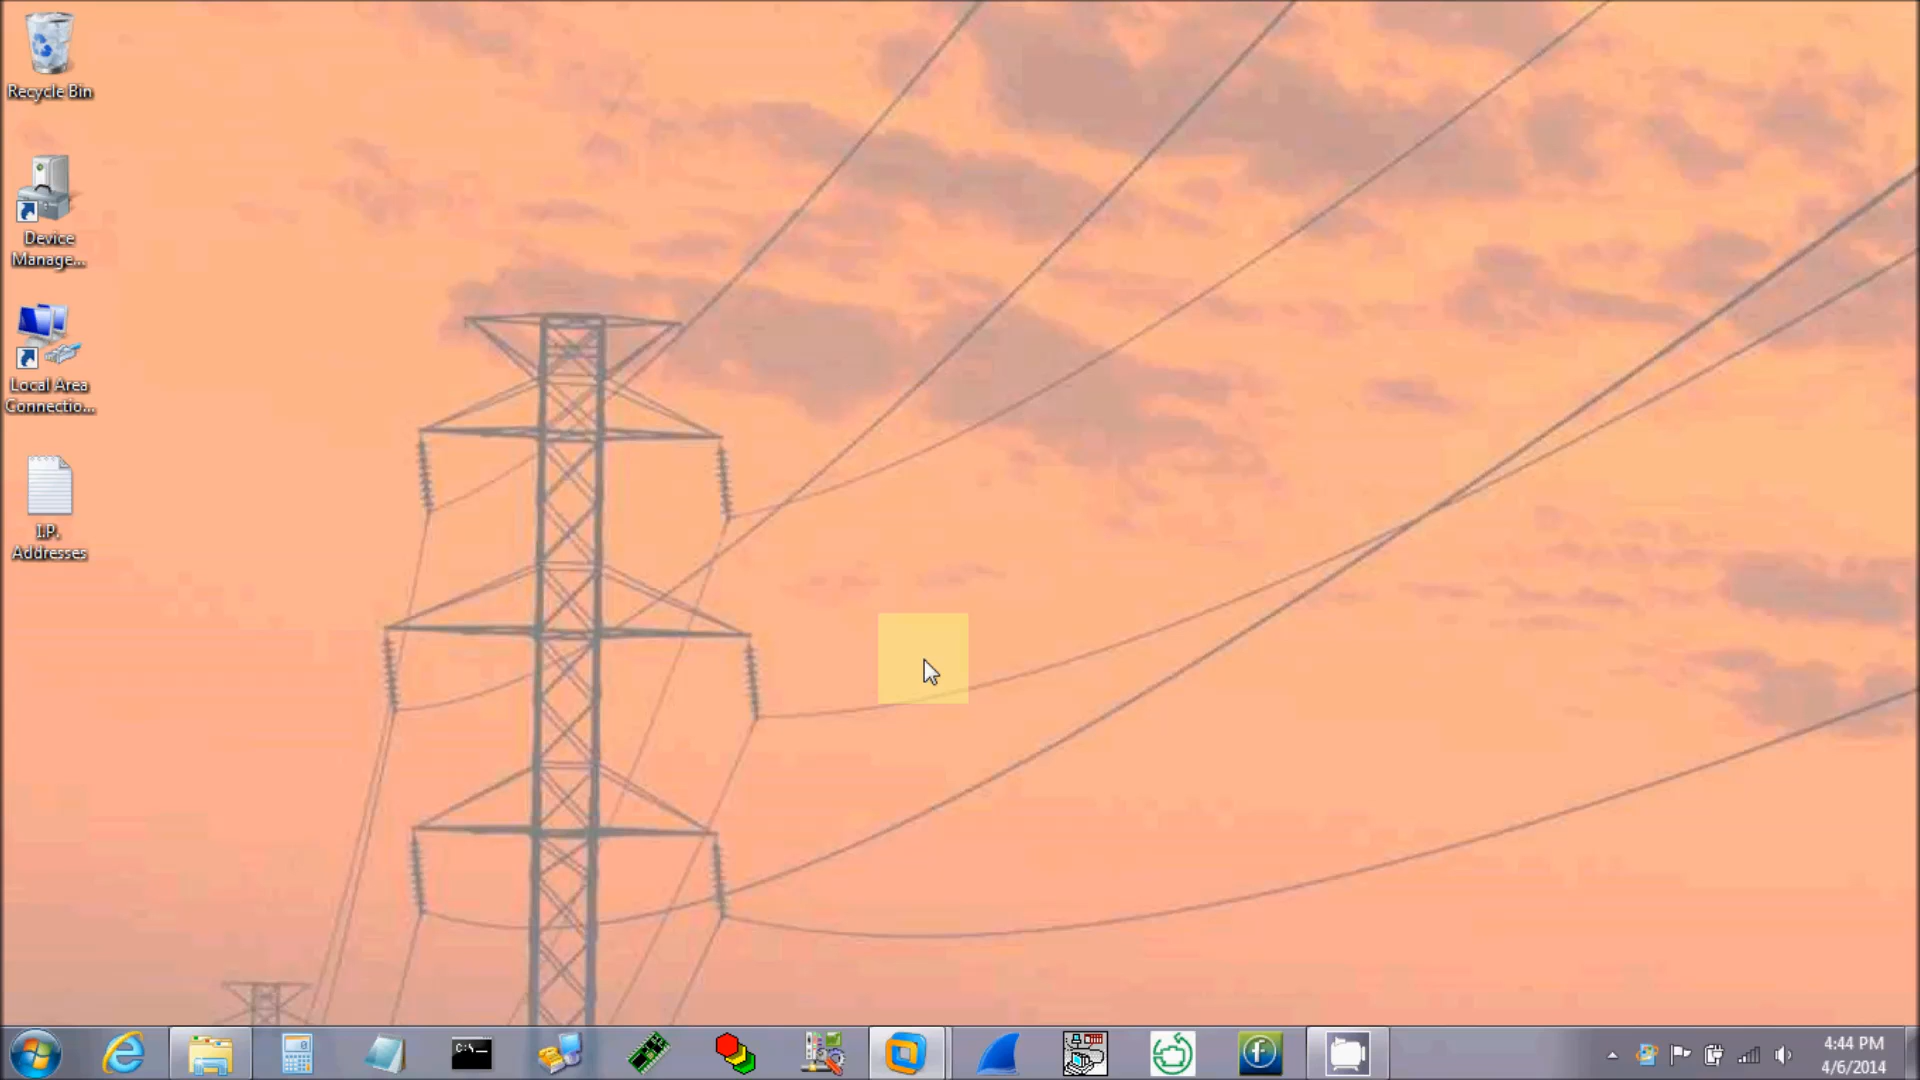 Recycle Bin
Device
Manage...
Local Area
Connectio...
I.P.
Addresses
C:\_
4:44 PM
4/6/2014